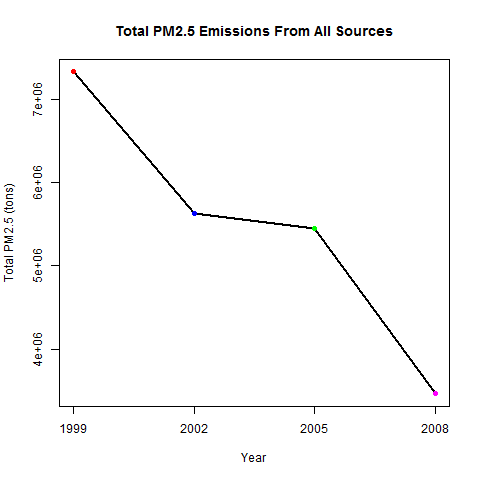 Total PM2.5 Emissions From All Sources
Total PM2.5 (tons)
7e+06
6e+06
5e+06
4e+06
1999 2002 2005 2008
Year